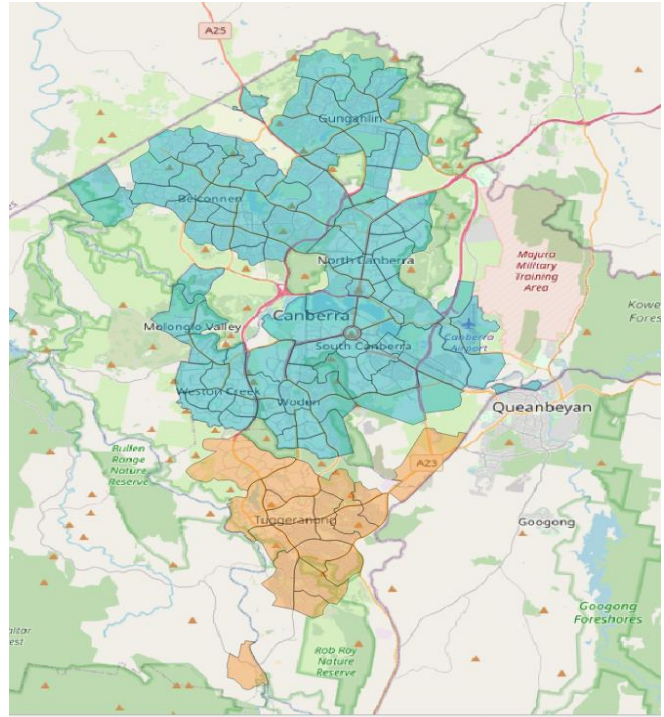 A25
Gungahlin
Belconnen
North Canberra
Majura
Military
Training
Area
Molonglo Valley
Canberra
South Canberra
Canberra
Airport
Weston Creek
Woden
Queanbeyan
Bullen
Range
Nature
Reserve
A23
Tuggeranong
Googong
Googong
Foreshores
Rob Roy
Nature
Reserve